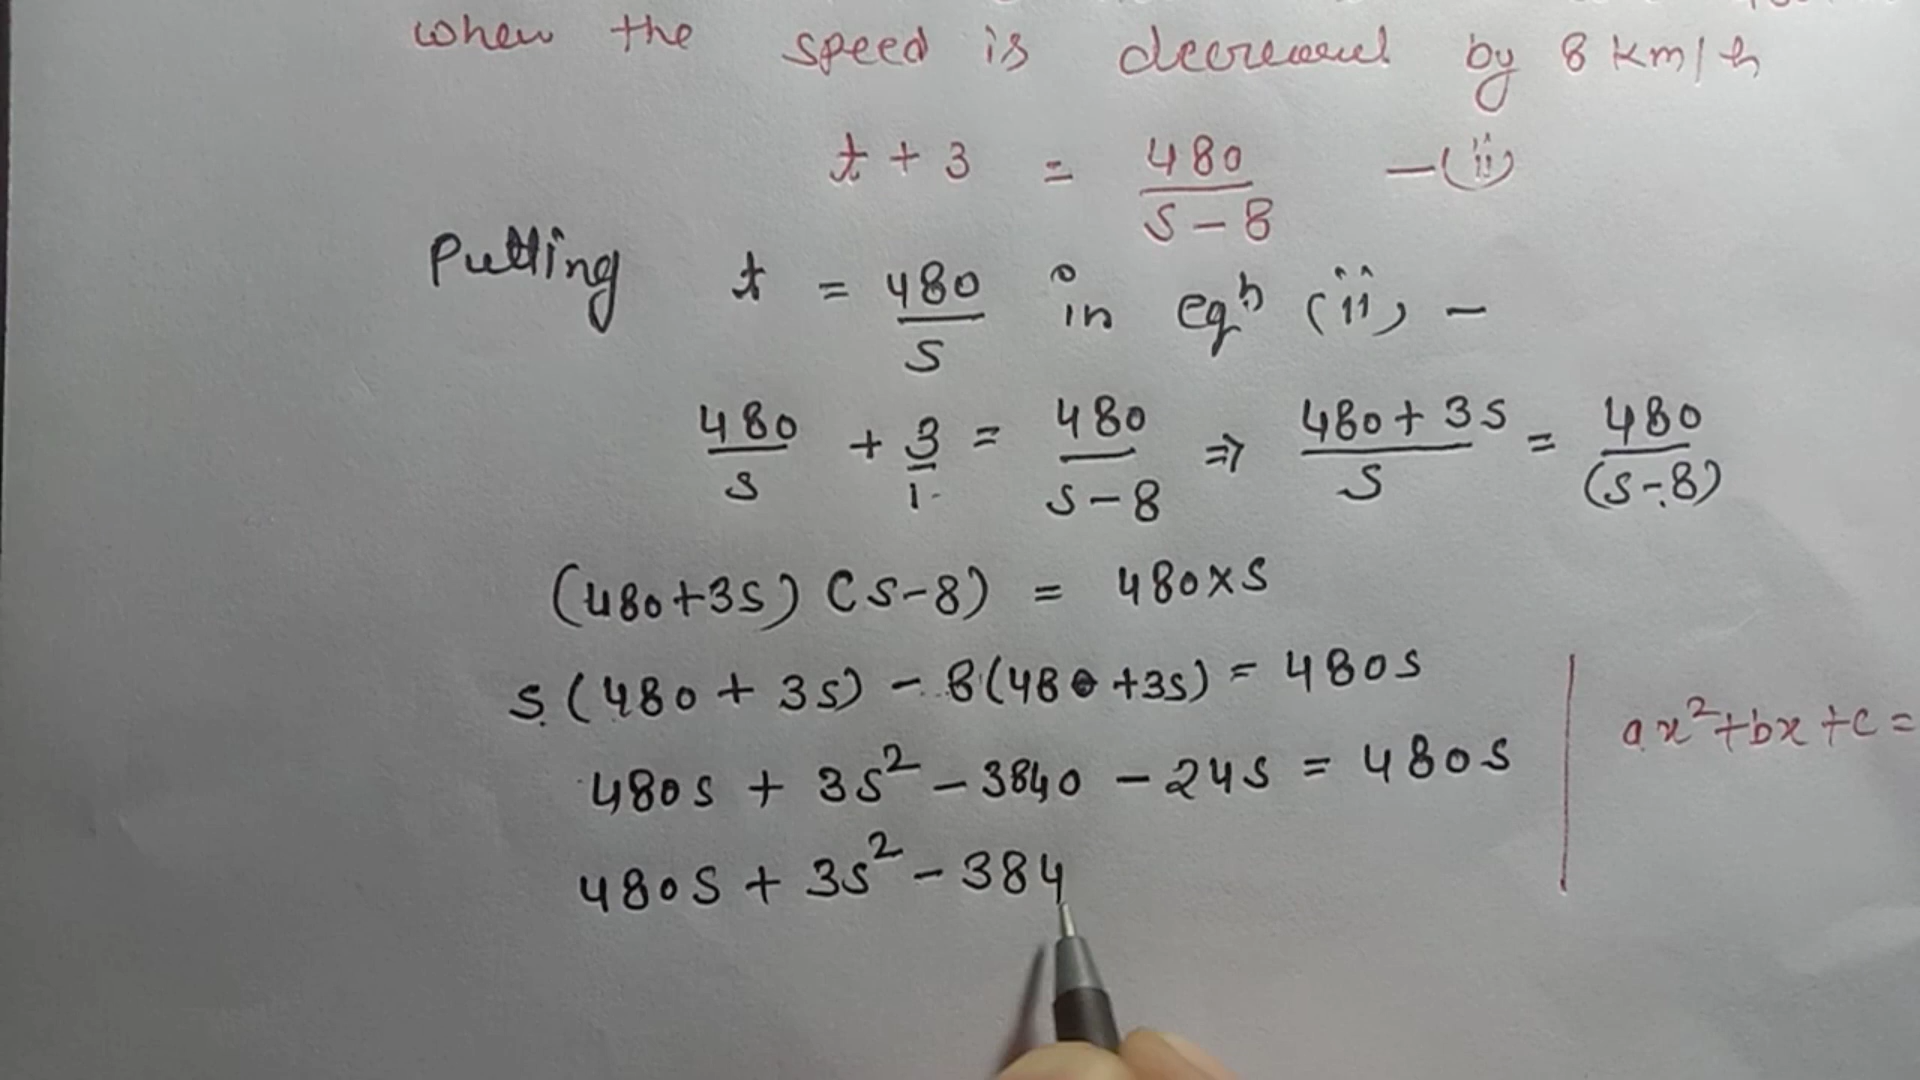 when the speed is decreased by 8 km/h
t + 3 = 480/(s - 8) - (ii)
Putting t = 480/s in eqn (ii) -
480/s + 3/1 = 480/(s - 8) ⇒ (480 + 3s)/s = 480/(s - 8)
(480+3s) (s-8) = 480×s
s(480 + 3s) - 8(480 +3s) = 480s
480s + 3s² - 3840 - 24s = 480s
ax² + bx + c =
480s + 3s² - 384